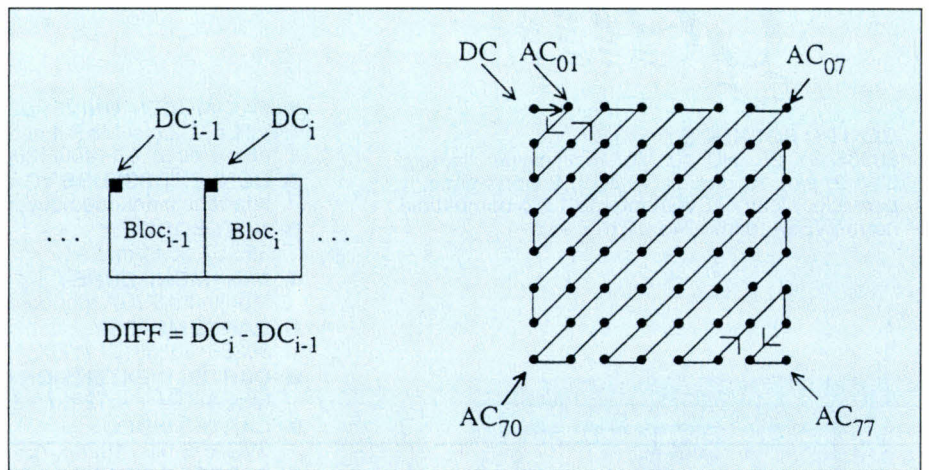 DC AC₀₁ AC₀₇
DCᵢ₋₁ DCᵢ
. . . Blocᵢ₋₁ Blocᵢ . . .
DIFF = DCᵢ - DCᵢ₋₁
AC₇₀ AC₇₇